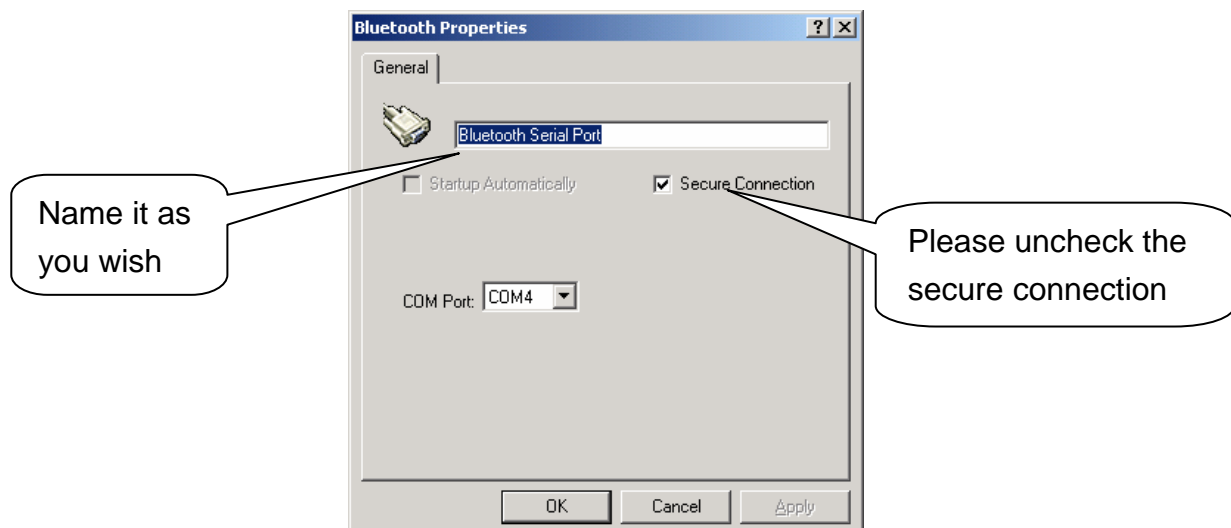 Bluetooth Properties
General
Bluetooth Serial Port
Startup Automatically
Secure Connection
Name it as
you wish
Please uncheck the
secure connection
COM Port: COM4
OK Cancel Apply